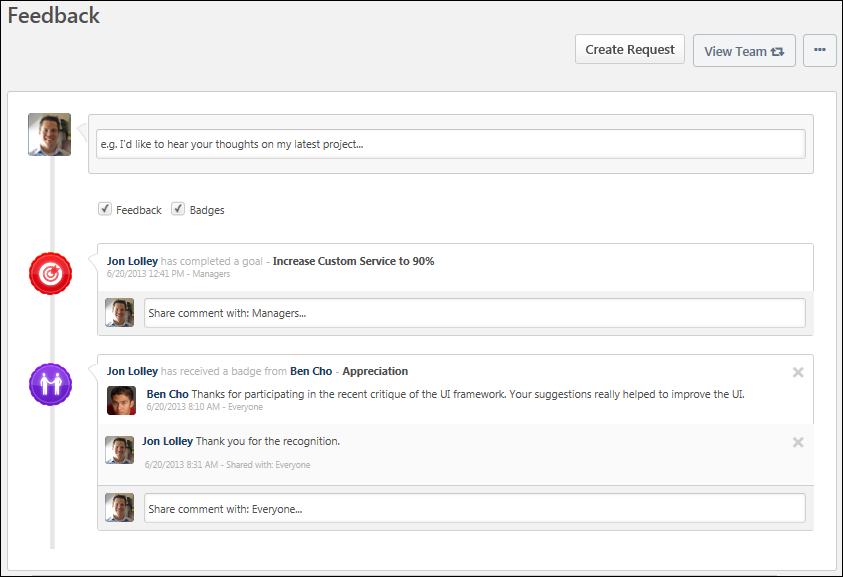 Feedback
Create Request
View Team
...
e.g. I'd like to hear your thoughts on my latest project...
Feedback Badges
Jon Lolley has completed a goal - Increase Custom Service to 90%
6/20/2013 12:41 PM - Managers
Share comment with: Managers...
Jon Lolley has received a badge from Ben Cho - Appreciation
Ben Cho Thanks for participating in the recent critique of the UI framework. Your suggestions really helped to improve the UI.
6/20/2013 8:10 AM - Everyone
Jon Lolley Thank you for the recognition.
6/20/2013 8:31 AM - Shared with: Everyone
Share comment with: Everyone...